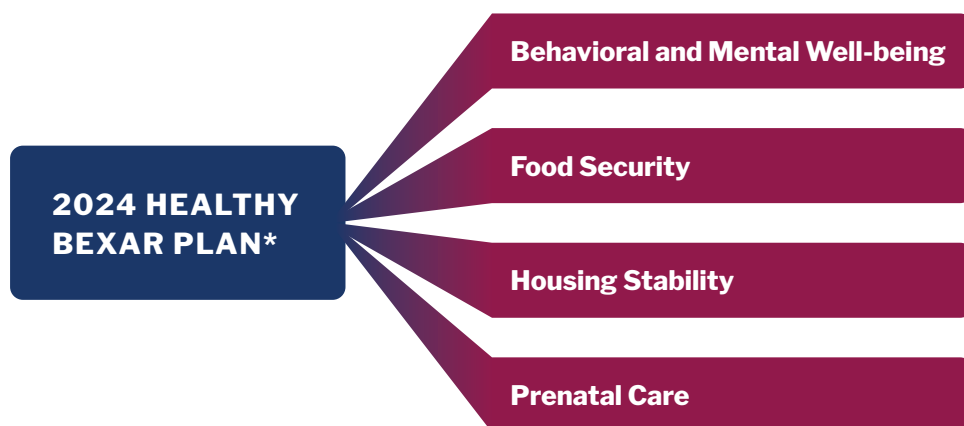 2024 HEALTHY
BEXAR PLAN*
Behavioral and Mental Well-being
Food Security
Housing Stability
Prenatal Care